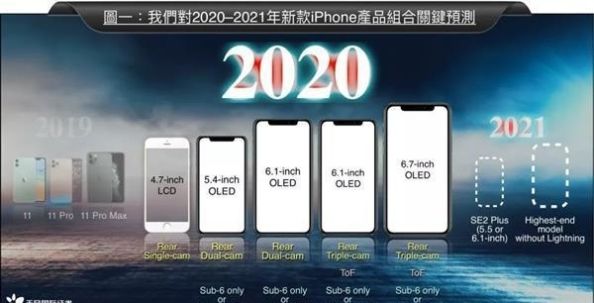 圖一：我們對2020–2021年新款iPhone產品組合關鍵預測
2020
2019
2021
4.7-inch
LCD
5.4-inch
OLED
6.1-inch
OLED
6.1-inch
OLED
6.7-inch
OLED
11
11 Pro
11 Pro Max
SE2 Plus
(5.5 or
6.1-inch)
Highest-end
model
without Lightning
Rear
Single-cam
Rear
Dual-cam
Rear
Dual-cam
Rear
Triple-cam
Rear
Triple-cam
ToF
ToF
Sub-6 only
or
Sub-6 only
or
Sub-6 only
or
Sub-6 only
or